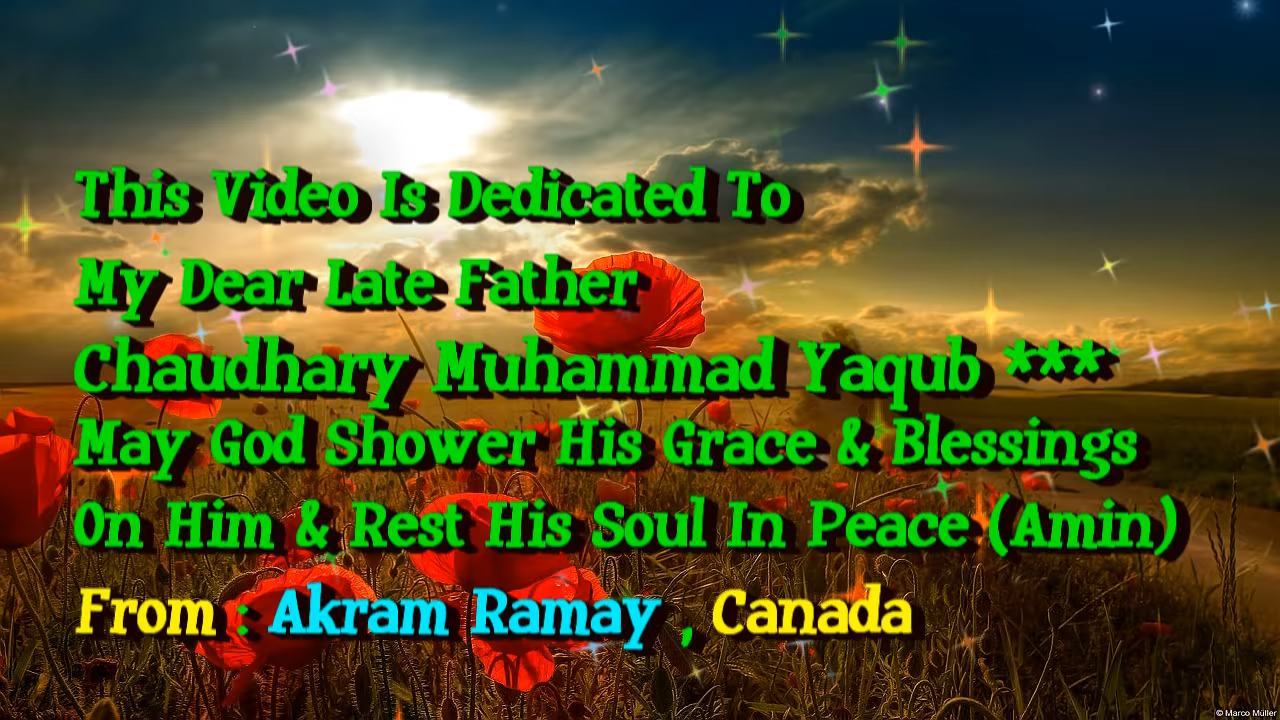 This Video Is Dedicated To
My Dear Late Father
Chaudhary Muhammad Yaqub ***
May God Shower His Grace & Blessings
On Him & Rest His Soul In Peace (Amin)
From : Akram Ramay , Canada
© Marco Müller